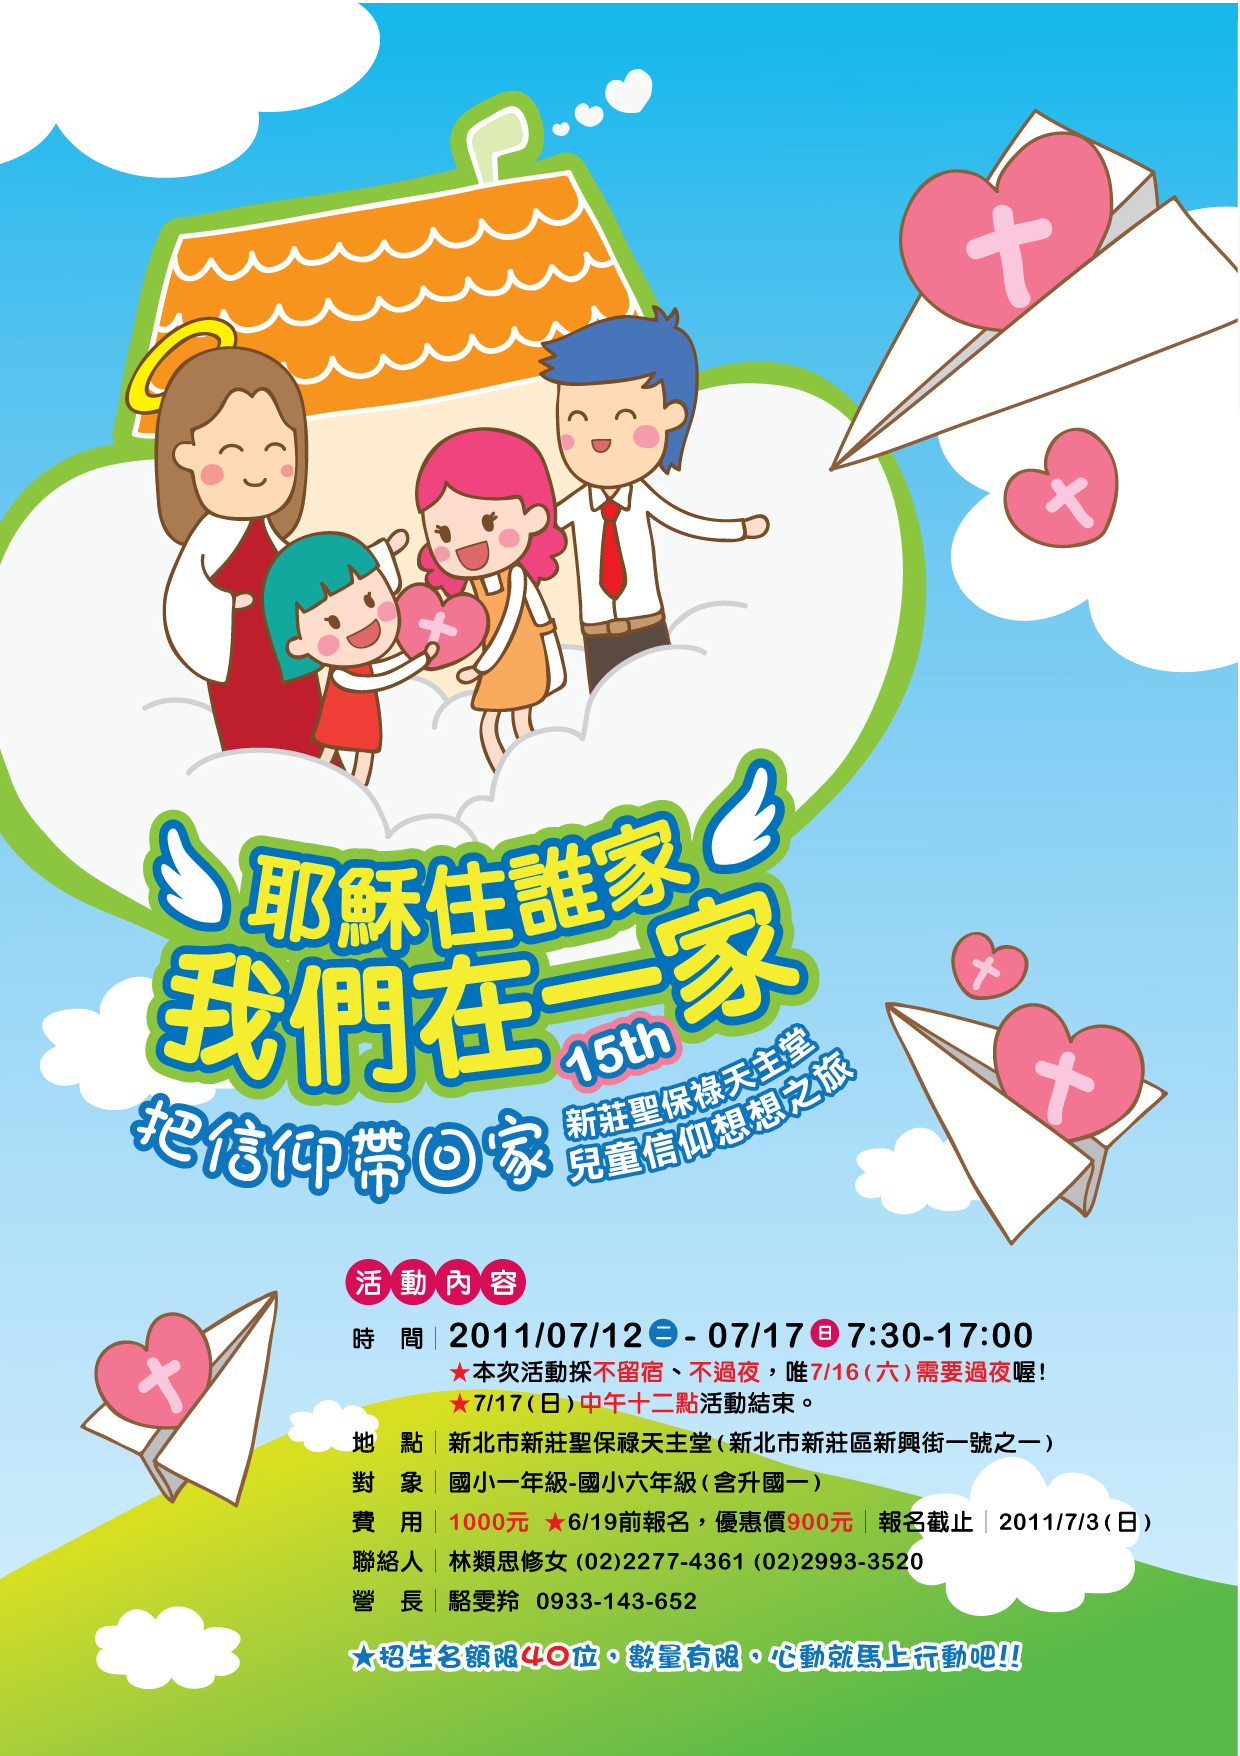 耶穌住誰家
我們在一家
15th
把信仰帶回家
新莊聖保祿天主堂
兒童信仰想想之旅
活動內容
時 間｜2011/07/12 二 - 07/17 日 7:30-17:00
★本次活動採不留宿、不過夜，唯7/16(六)需要過夜喔!
★7/17(日)中午十二點活動結束。
地 點｜新北市新莊聖保祿天主堂(新北市新莊區新興街一號之一)
對 象｜國小一年級-國小六年級(含升國一)
費 用｜1000元 ★6/19前報名，優惠價900元｜報名截止｜2011/7/3(日)
聯絡人｜林類思修女 (02)2277-4361 (02)2993-3520
營 長｜駱雯羚 0933-143-652
★招生名額限40位，數量有限，心動就馬上行動吧!!